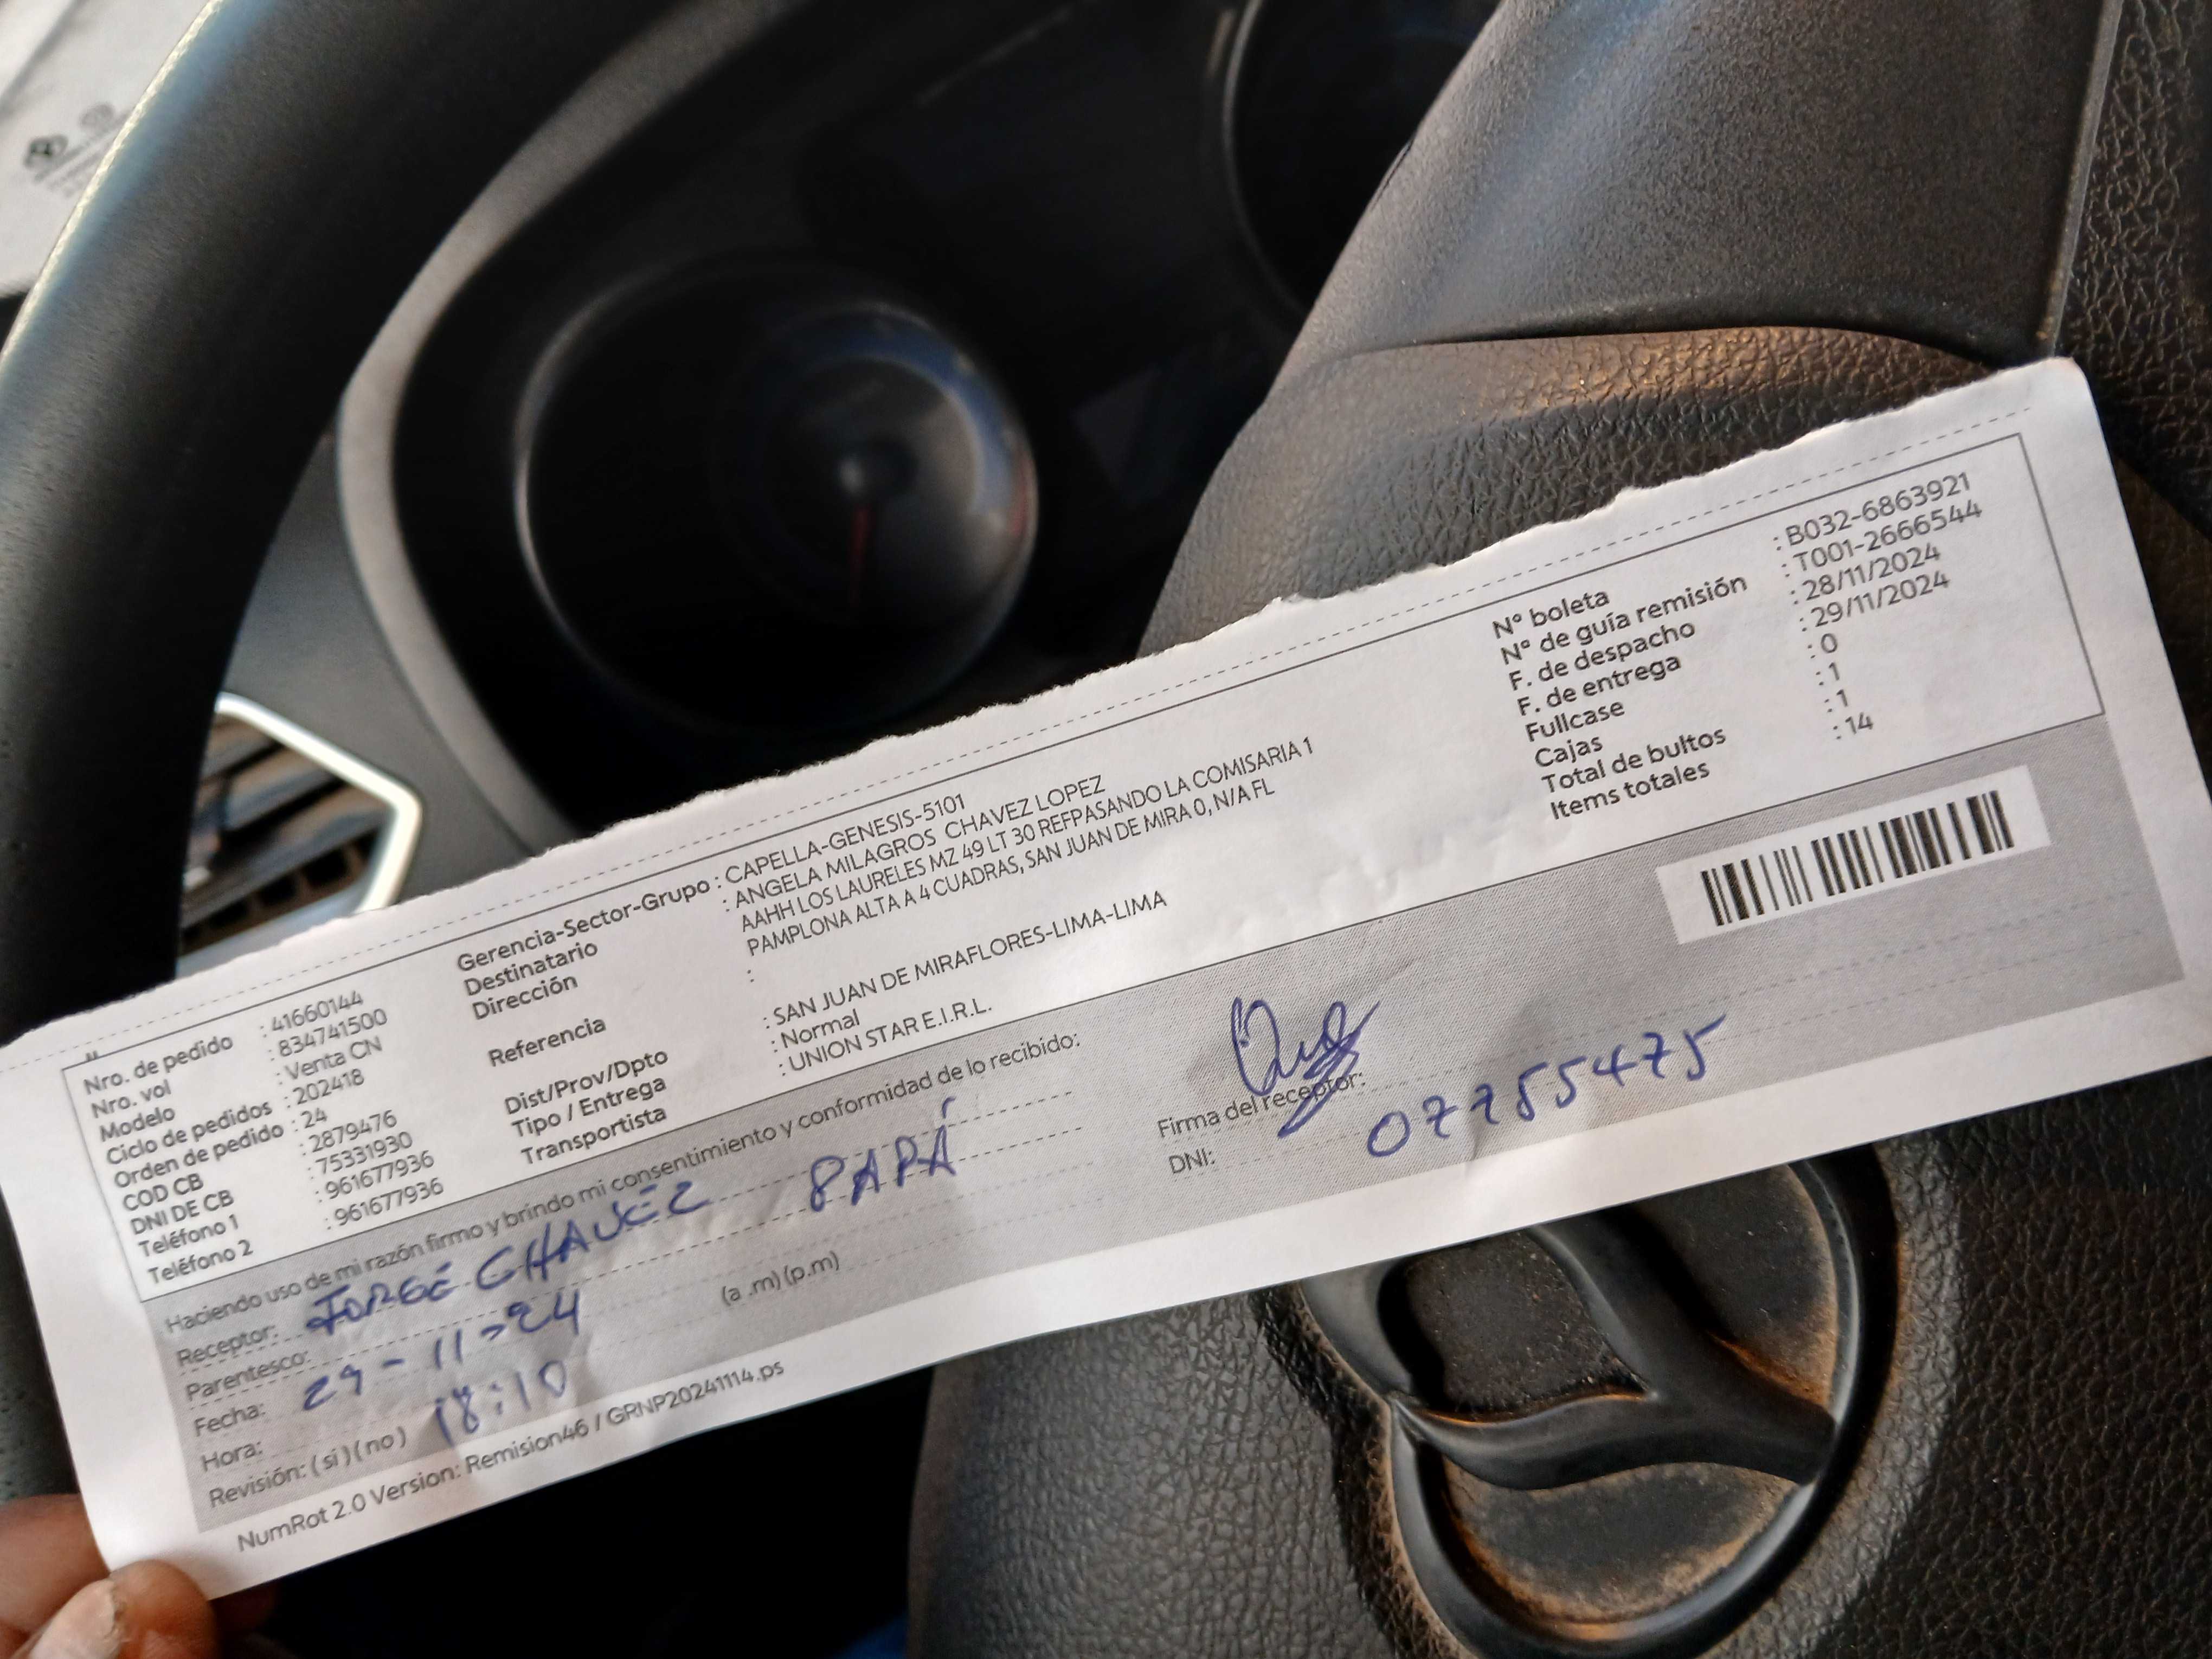 Nro. de pedido : 41660144
Nro. vol : 834741500
Modelo : Venta CN
Ciclo de pedidos : 202418
Orden de pedido : 24
COD CB : 2879476
DNI DE CB : 75331930
Teléfono 1 : 961677936
Teléfono 2 : 961677936
Gerencia-Sector-Grupo : CAPELLA-GENESIS-5101
Destinatario : ANGELA MILAGROS CHAVEZ LOPEZ
Dirección AAHH LOS LAURELES MZ 49 LT 30 REFPASANDO LA COMISARIA 1
PAMPLONA ALTA A 4 CUADRAS, SAN JUAN DE MIRA 0, N/A FL
Referencia :
Dist/Prov/Dpto : SAN JUAN DE MIRAFLORES-LIMA-LIMA
Tipo / Entrega : Normal
Transportista : UNION STAR E.I.R.L.
N° boleta : B032-6863921
N° de guía remisión : T001-2666544
F. de despacho : 28/11/2024
F. de entrega : 29/11/2024
Fullcase : 0
Cajas : 1
Total de bultos : 1
Items totales : 14
Haciendo uso de mi razón firmo y brindo mi consentimiento y conformidad de lo recibido:
Receptor: JORGE CHAVEZ PAPÁ
Parentesco:
Fecha: 29-11-24
Hora: 18:10 (a .m) (p.m)
Revisión: (si) (no)
Firma del receptor:
DNI: 07755475
NumRot 2.0 Version: Remision46 / GRNP20241114.ps